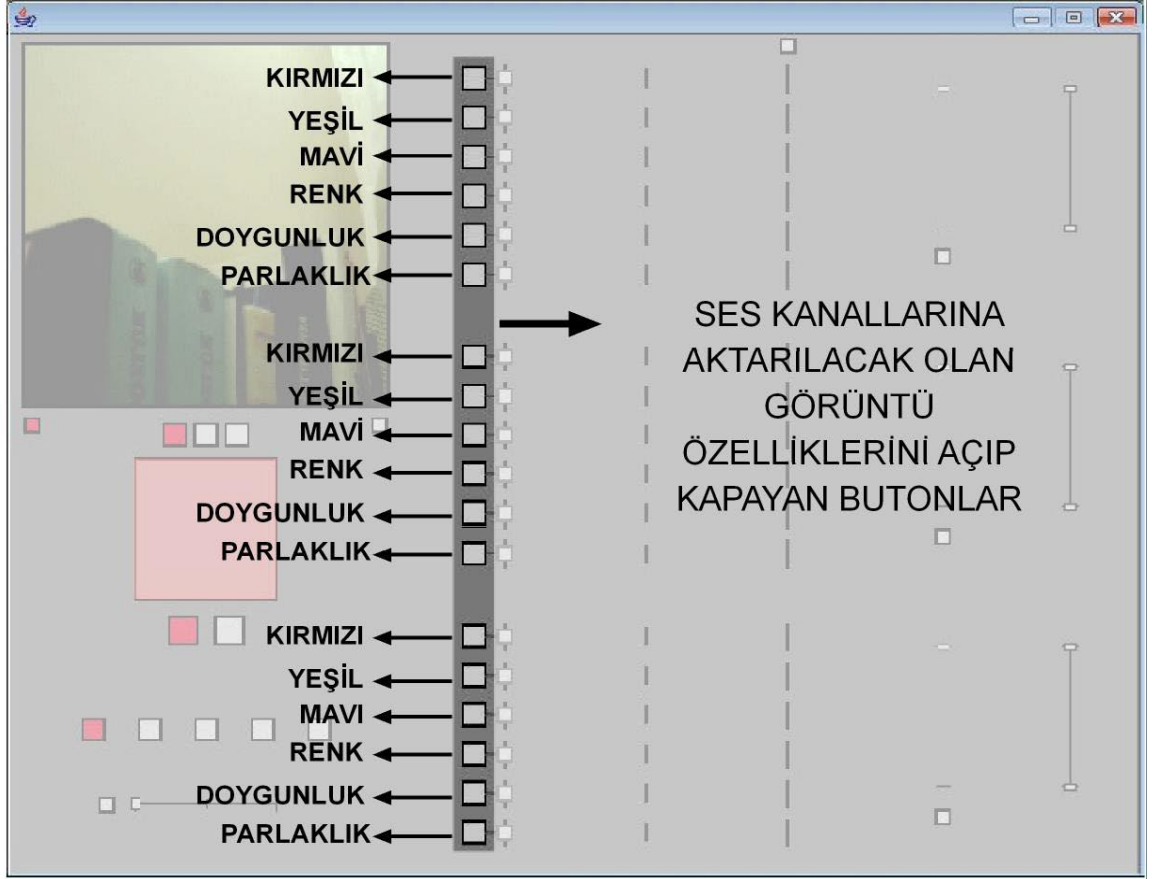 KIRMIZI
YEŞİL
MAVİ
RENK
DOYGUNLUK
PARLAKLIK
SES KANALLARINA
AKTARILACAK OLAN
GÖRÜNTÜ
ÖZELLİKLERİNİ AÇIP
KAPAYAN BUTONLAR
KIRMIZI
YEŞİL
MAVİ
RENK
DOYGUNLUK
PARLAKLIK
KIRMIZI
YEŞİL
MAVI
RENK
DOYGUNLUK
PARLAKLIK